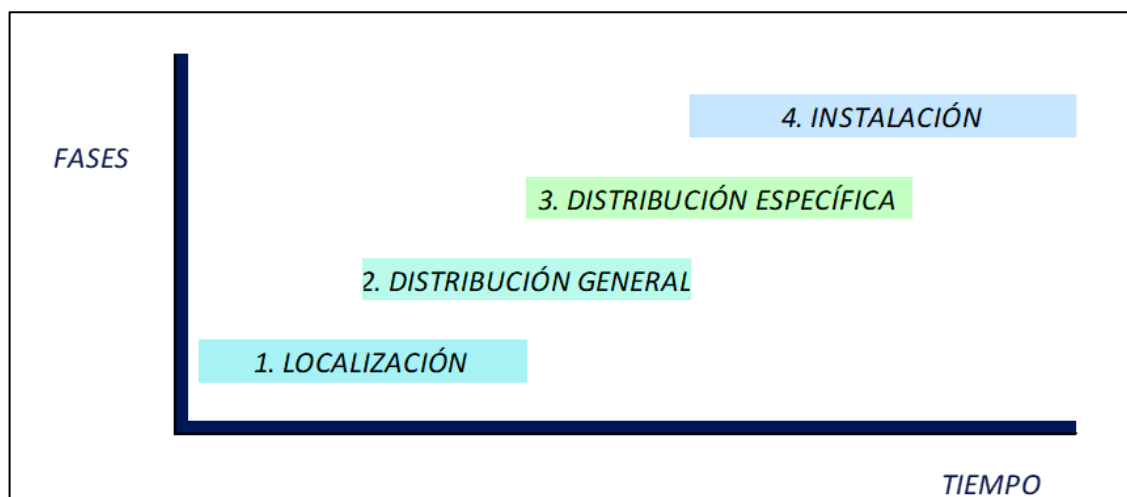 4. INSTALACIÓN
FASES
3. DISTRIBUCIÓN ESPECÍFICA
2. DISTRIBUCIÓN GENERAL
1. LOCALIZACIÓN
TIEMPO